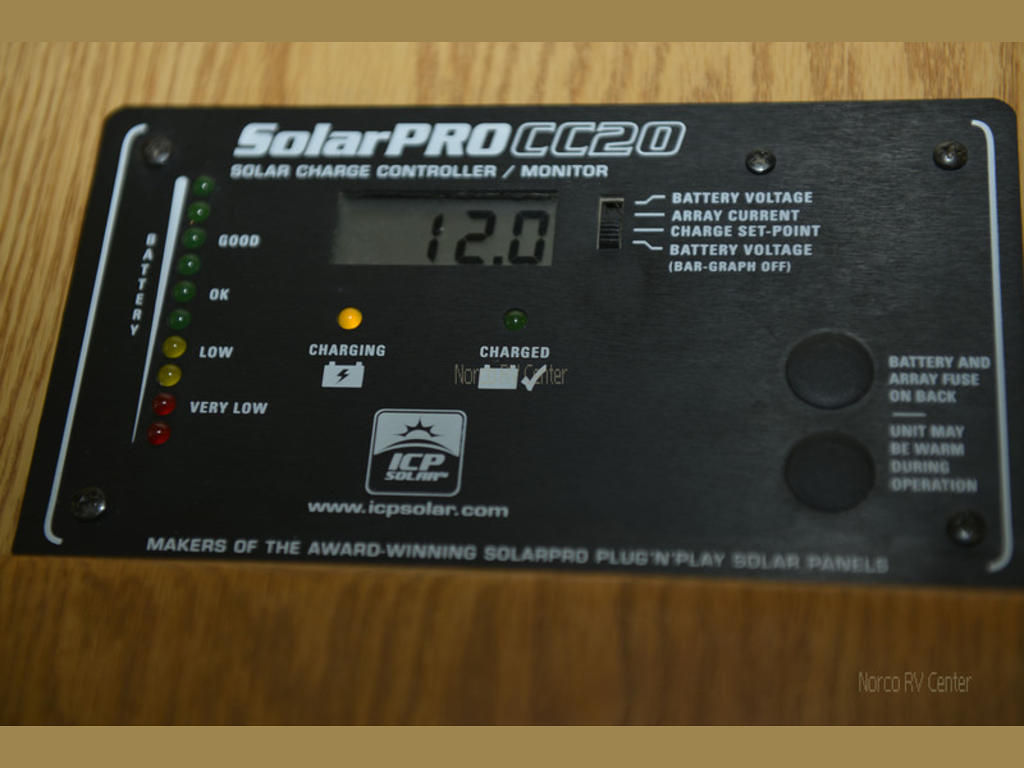 SolarPRO CC20
SOLAR CHARGE CONTROLLER / MONITOR
BATTERY
GOOD
OK
LOW
VERY LOW
12.0
BATTERY VOLTAGE
ARRAY CURRENT
CHARGE SET-POINT
BATTERY VOLTAGE
(BAR-GRAPH OFF)
CHARGING
CHARGED
Norco RV Center
BATTERY AND
ARRAY FUSE
ON BACK
UNIT MAY
BE WARM
DURING
OPERATION
ICP
SOLAR™
www.icpsolar.com
MAKERS OF THE AWARD-WINNING SOLARPRO PLUG'N'PLAY SOLAR PANELS
Norco RV Center